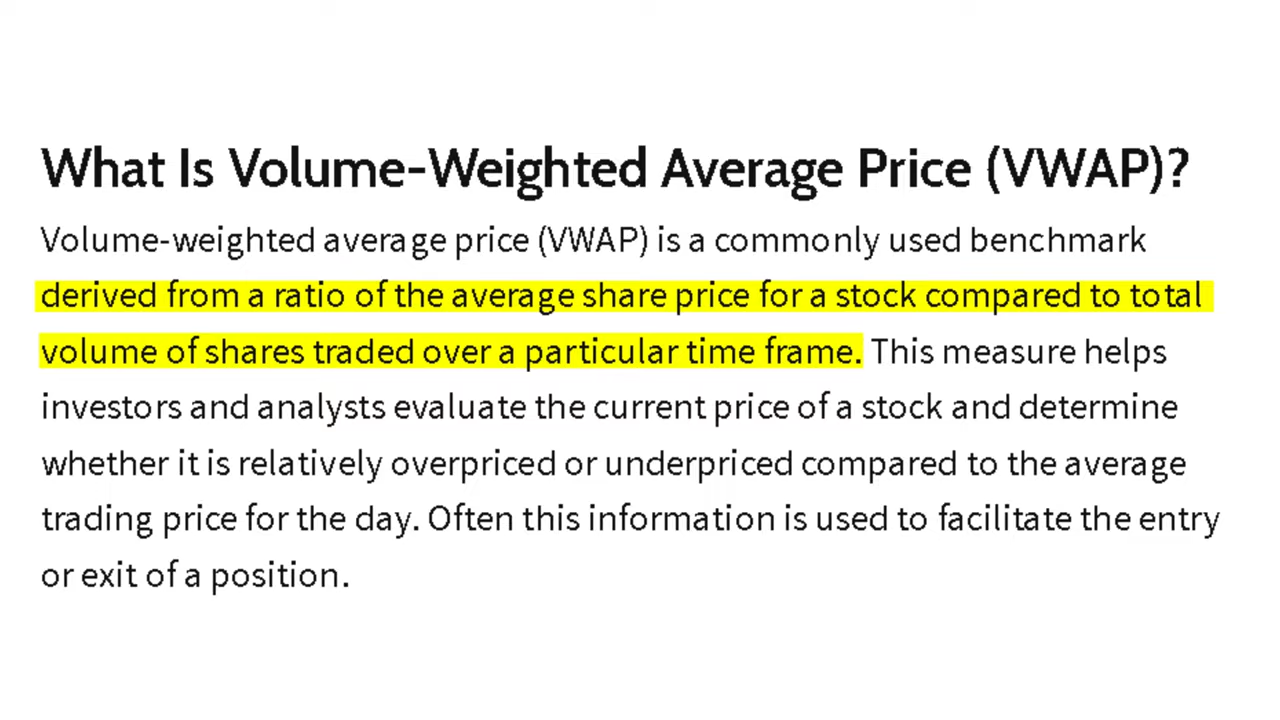 What Is Volume-Weighted Average Price (VWAP)?
Volume-weighted average price (VWAP) is a commonly used benchmark
derived from a ratio of the average share price for a stock compared to total
volume of shares traded over a particular time frame. This measure helps
investors and analysts evaluate the current price of a stock and determine
whether it is relatively overpriced or underpriced compared to the average
trading price for the day. Often this information is used to facilitate the entry
or exit of a position.